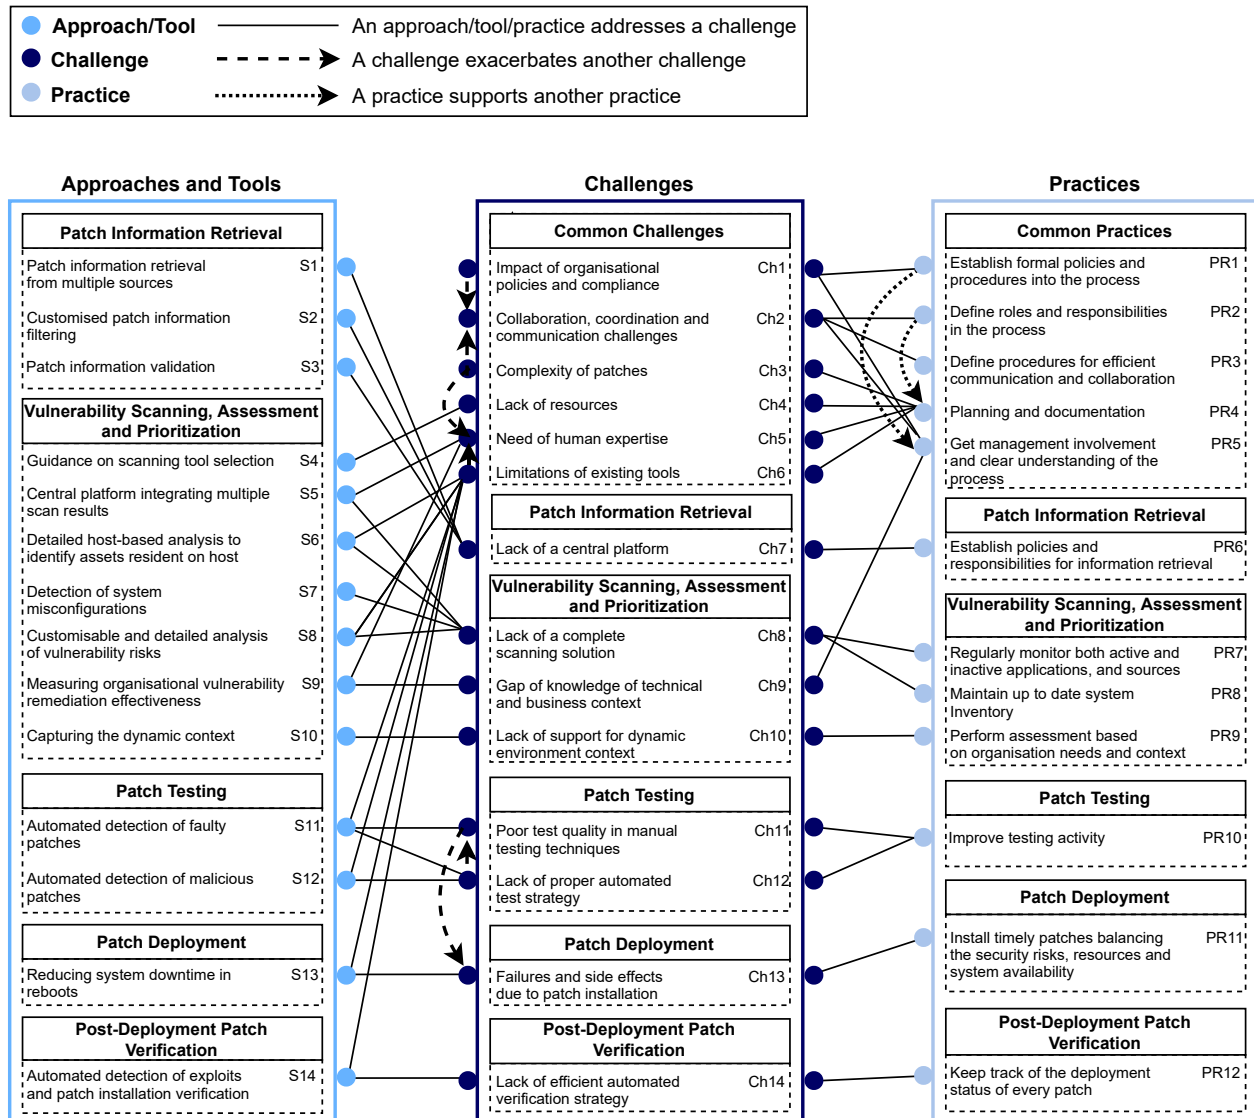 Approach/Tool
An approach/tool/practice addresses a challenge
Challenge
A challenge exacerbates another challenge
Practice
A practice supports another practice
Approaches and Tools
Patch Information Retrieval
Patch information retrieval S1
from multiple sources
Customised patch information S2
filtering
Patch information validation S3
Vulnerability Scanning, Assessment
and Prioritization
Guidance on scanning tool selection S4
Central platform integrating multiple S5
scan results
Detailed host-based analysis to S6
identify assets resident on host
Detection of system S7
misconfigurations
Customisable and detailed analysis S8
of vulnerability risks
Measuring organisational vulnerability S9
remediation effectiveness
Capturing the dynamic context S10
Patch Testing
Automated detection of faulty S11
patches
Automated detection of malicious S12
patches
Patch Deployment
Reducing system downtime in S13
reboots
Post-Deployment Patch
Verification
Automated detection of exploits S14
and patch installation verification
Challenges
Common Challenges
Impact of organisational Ch1
policies and compliance
Collaboration, coordination and Ch2
communication challenges
Complexity of patches Ch3
Lack of resources Ch4
Need of human expertise Ch5
Limitations of existing tools Ch6
Patch Information Retrieval
Lack of a central platform Ch7
Vulnerability Scanning, Assessment
and Prioritization
Lack of a complete Ch8
scanning solution
Gap of knowledge of technical Ch9
and business context
Lack of support for dynamic Ch10
environment context
Patch Testing
Poor test quality in manual Ch11
testing techniques
Lack of proper automated Ch12
test strategy
Patch Deployment
Failures and side effects Ch13
due to patch installation
Post-Deployment Patch
Verification
Lack of efficient automated Ch14
verification strategy
Practices
Common Practices
Establish formal policies and PR1
procedures into the process
Define roles and responsibilities PR2
in the process
Define procedures for efficient PR3
communication and collaboration
Planning and documentation PR4
Get management involvement PR5
and clear understanding of the
process
Patch Information Retrieval
Establish policies and PR6
responsibilities for information retrieval
Vulnerability Scanning, Assessment
and Prioritization
Regularly monitor both active and PR7
inactive applications, and sources
Maintain up to date system PR8
Inventory
Perform assessment based PR9
on organisation needs and context
Patch Testing
Improve testing activity PR10
Patch Deployment
Install timely patches balancing PR11
the security risks, resources and
system availability
Post-Deployment Patch
Verification
Keep track of the deployment PR12
status of every patch